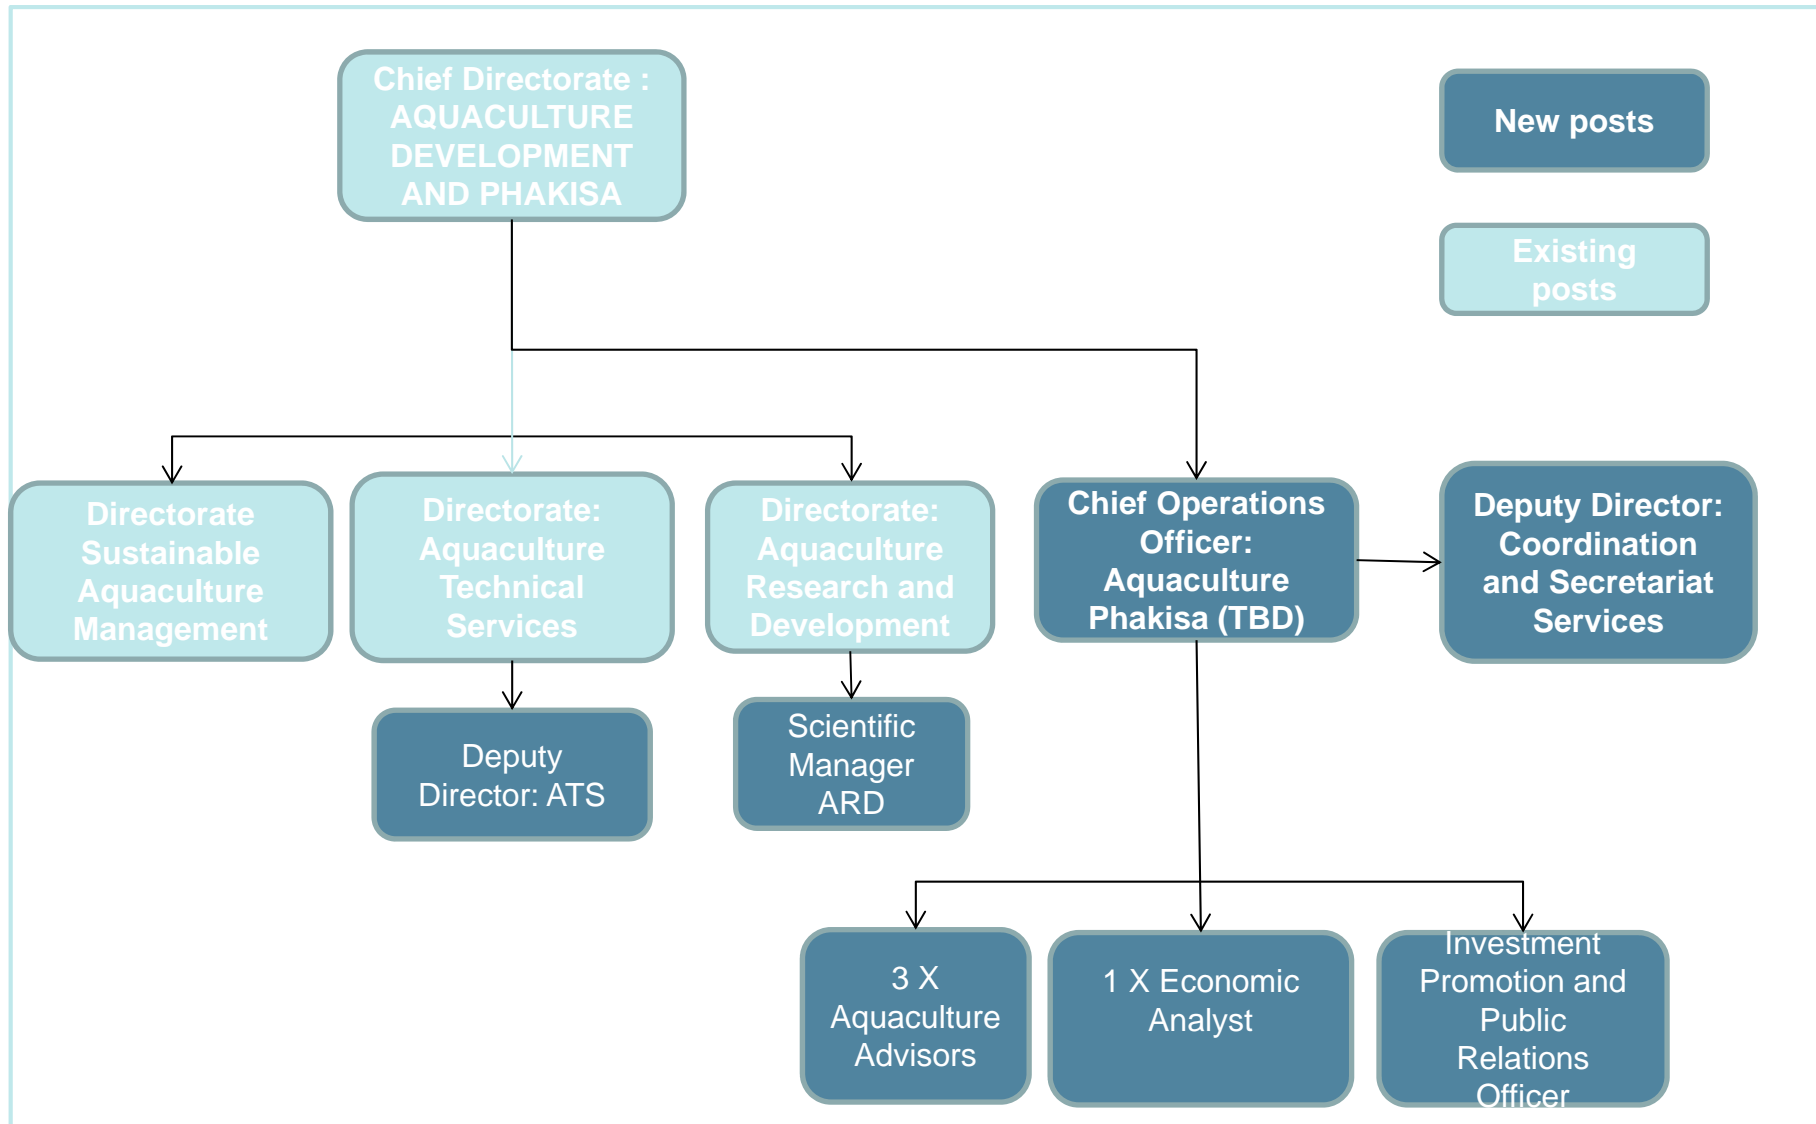 Chief Directorate :
AQUACULTURE
DEVELOPMENT
AND PHAKISA
New posts
Existing
posts
Directorate
Sustainable
Aquaculture
Management
Directorate:
Aquaculture
Technical
Services
Directorate:
Aquaculture
Research and
Development
Chief Operations
Officer:
Aquaculture
Phakisa (TBD)
Deputy Director:
Coordination
and Secretariat
Services
Deputy
Director: ATS
Scientific
Manager
ARD
3 X
Aquaculture
Advisors
1 X Economic
Analyst
Investment
Promotion and
Public
Relations
Officer